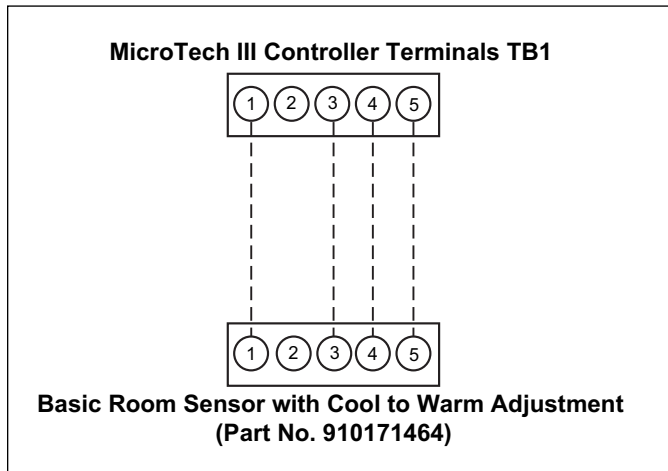 MicroTech III Controller Terminals TB1
1 2 3 4 5
1 2 3 4 5
Basic Room Sensor with Cool to Warm Adjustment
(Part No. 910171464)